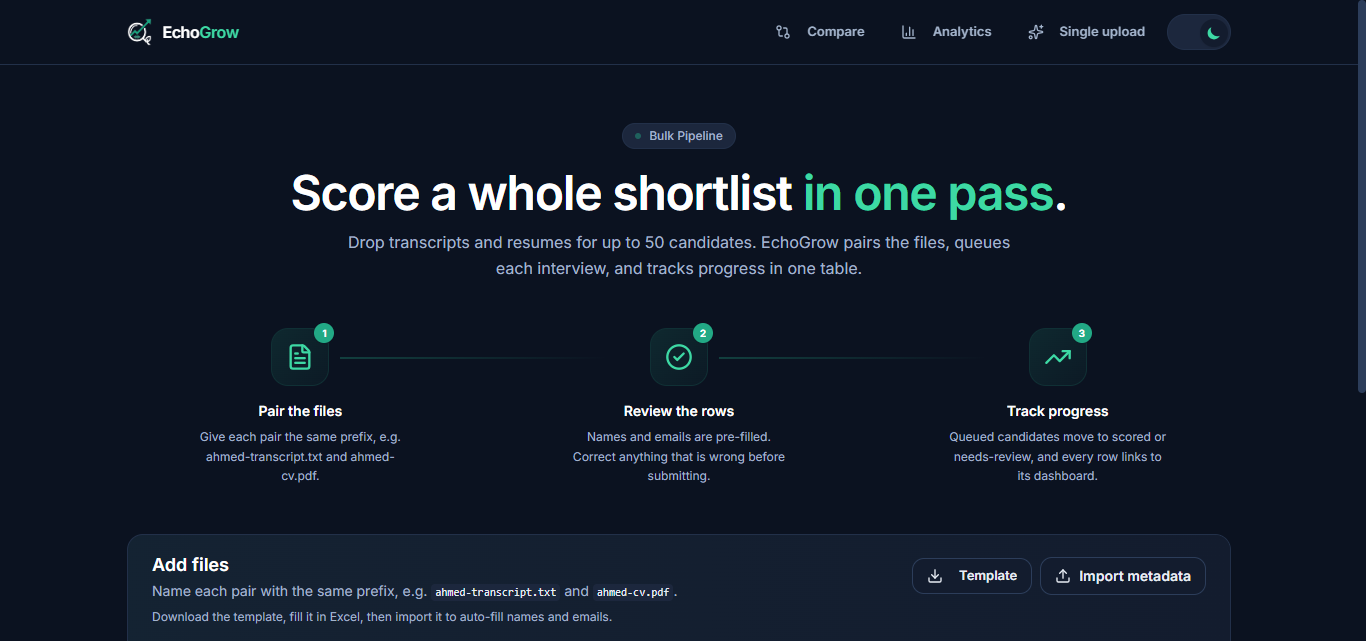 EchoGrow
Compare
Analytics
Single upload
Bulk Pipeline
Score a whole shortlist in one pass.
Drop transcripts and resumes for up to 50 candidates. EchoGrow pairs the files, queues
each interview, and tracks progress in one table.
1
Pair the files
Give each pair the same prefix, e.g.
ahmed-transcript.txt and ahmed-
cv.pdf.
2
Review the rows
Names and emails are pre-filled.
Correct anything that is wrong before
submitting.
3
Track progress
Queued candidates move to scored or
needs-review, and every row links to
its dashboard.
Add files
Name each pair with the same prefix, e.g. ahmed-transcript.txt and ahmed-cv.pdf.
Download the template, fill it in Excel, then import it to auto-fill names and emails.
Template
Import metadata